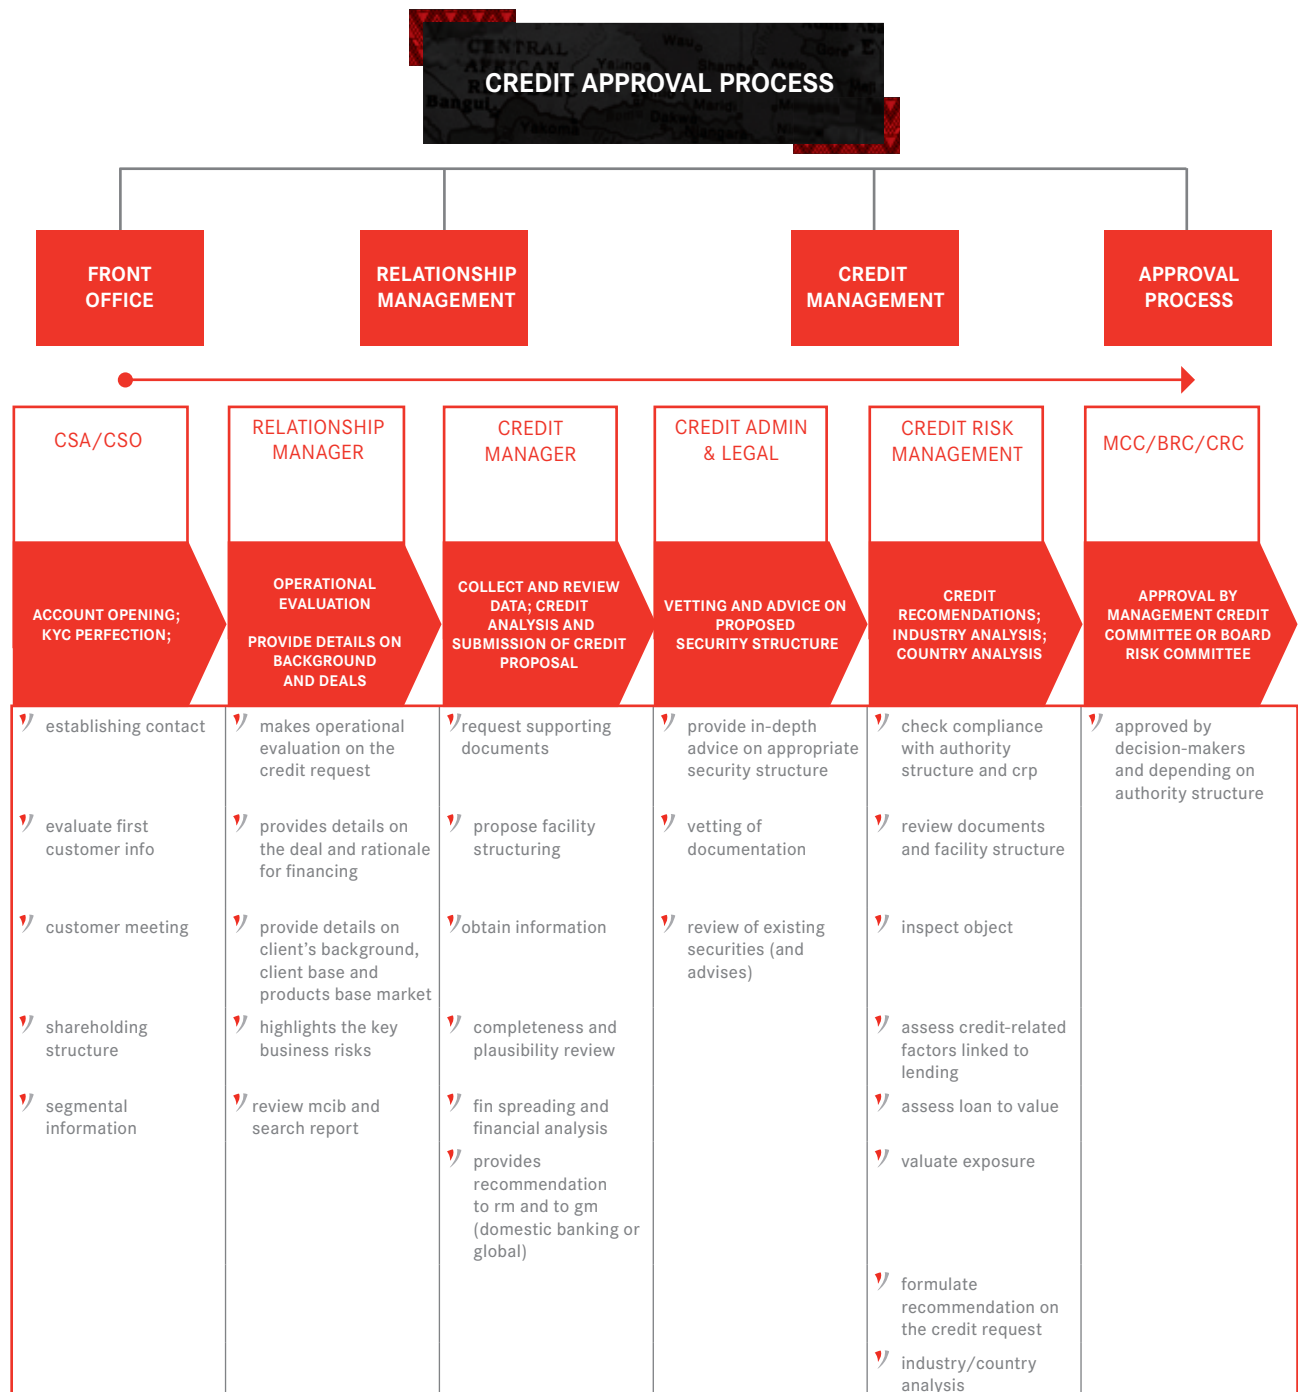 CREDIT APPROVAL PROCESS
CENTRAL
AFRICAN
Bangui
Yakoma
Yalinga
Wau
Akelo
Maridi
FRONT
OFFICE
RELATIONSHIP
MANAGEMENT
CREDIT
MANAGEMENT
APPROVAL
PROCESS
CSA/CSO
RELATIONSHIP
MANAGER
CREDIT
MANAGER
CREDIT ADMIN
& LEGAL
CREDIT RISK
MANAGEMENT
MCC/BRC/CRC
ACCOUNT OPENING;
KYC PERFECTION;
OPERATIONAL
EVALUATION
PROVIDE DETAILS ON
BACKGROUND
AND DEALS
COLLECT AND REVIEW
DATA; CREDIT
ANALYSIS AND
SUBMISSION OF CREDIT
PROPOSAL
VETTING AND ADVICE ON
PROPOSED
SECURITY STRUCTURE
CREDIT
RECOMENDATIONS;
INDUSTRY ANALYSIS;
COUNTRY ANALYSIS
APPROVAL BY
MANAGEMENT CREDIT
COMMITTEE OR BOARD
RISK COMMITTEE
establishing contact
evaluate first
customer info
customer meeting
shareholding
structure
segmental
information
makes operational
evaluation on the
credit request
provides details on
the deal and rationale
for financing
provide details on
client's background,
client base and
products base market
highlights the key
business risks
review mcib and
search report
request supporting
documents
propose facility
structuring
obtain information
completeness and
plausibility review
fin spreading and
financial analysis
provides
recommendation
to rm and to gm
(domestic banking or
global)
provide in-depth
advice on appropriate
security structure
vetting of
documentation
review of existing
securities (and
advises)
check compliance
with authority
structure and crp
review documents
and facility structure
inspect object
assess credit-related
factors linked to
lending
assess loan to value
valuate exposure
formulate
recommendation on
the credit request
industry/country
analysis
approved by
decision-makers
and depending on
authority structure